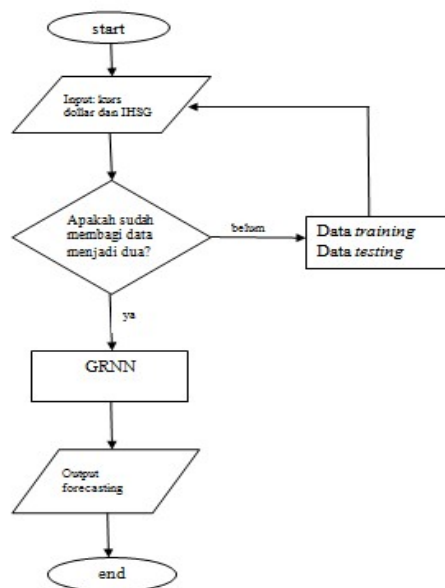 start
Input: kurs
dollar dan IHSG
Apakah sudah
membagi data
menjadi dua?
belum
Data training
Data testing
ya
GRNN
Output
forecasting
end